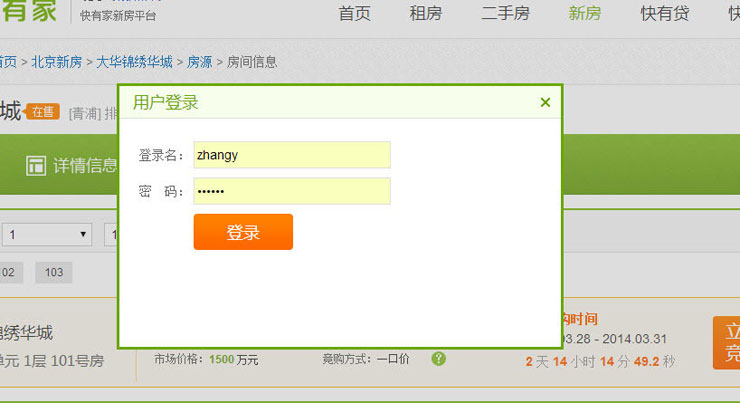 有家
快有家新房平台
首页 租房 二手房 新房 快有贷 快
首页 > 北京新房 > 大华锦绣华城 > 房源 > 房间信息
城 在售 [青浦]
详情信息
用户登录 ×
登录名： zhangy
密 码： ••••••
登录
1 1
02 103
锦绣华城
单元 1层 101号房
市场价格：1500 万元 竞购方式：一口价 ?
购时间
03.28 - 2014.03.31
2 天 14 小时 14 分 49.2 秒
立
竞